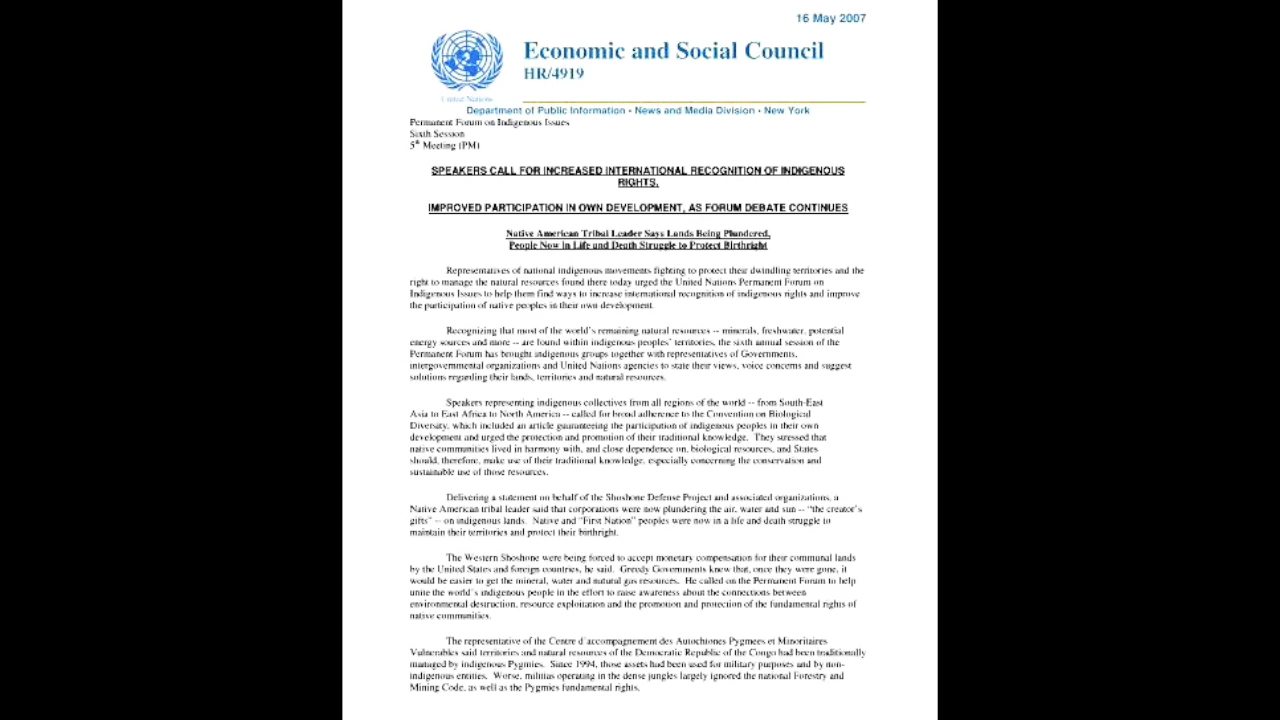 16 May 2007
Economic and Social Council
HR/4919
United Nations
Department of Public Information • News and Media Division • New York
Permanent Forum on Indigenous Issues
Sixth Session
5th Meeting (PM)
SPEAKERS CALL FOR INCREASED INTERNATIONAL RECOGNITION OF INDIGENOUS
RIGHTS,
IMPROVED PARTICIPATION IN OWN DEVELOPMENT, AS FORUM DEBATE CONTINUES
Native American Tribal Leader Says Lands Being Plundered,
People Now in Life and Death Struggle to Protect Birthright
Representatives of national indigenous movements fighting to protect their dwindling territories and the
right to manage the natural resources found there today urged the United Nations Permanent Forum on
Indigenous Issues to help them find ways to increase international recognition of indigenous rights and improve
the participation of native peoples in their own development.
Recognizing that most of the world's remaining natural resources -- minerals, freshwater, potential
energy sources and more -- are found within indigenous peoples' territories, the sixth annual session of the
Permanent Forum has brought indigenous groups together with representatives of Governments,
intergovernmental organizations and United Nations agencies to state their views, voice concerns and suggest
solutions regarding their lands, territories and natural resources.
Speakers representing indigenous collectives from all regions of the world -- from South-East
Asia to East Africa to North America -- called for broad adherence to the Convention on Biological
Diversity, which included an article guaranteeing the participation of indigenous peoples in their own
development and urged the protection and promotion of their traditional knowledge. They stressed that
native communities lived in harmony with, and close dependence on, biological resources, and States
should, therefore, make use of their traditional knowledge, especially concerning the conservation and
sustainable use of those resources.
Delivering a statement on behalf of the Shoshone Defense Project and associated organizations, a
Native American tribal leader said that corporations were now plundering the air, water and sun -- "the creator's
gifts" -- on indigenous lands. Native and "First Nation" peoples were now in a life and death struggle to
maintain their territories and protect their birthright.
The Western Shoshone were being forced to accept monetary compensation for their communal lands
by the United States and foreign countries, he said. Greedy Governments knew that, once they were gone, it
would be easier to get the mineral, water and natural gas resources. He called on the Permanent Forum to help
unite the world's indigenous people in the effort to raise awareness about the connections between
environmental destruction, resource exploitation and the promotion and protection of the fundamental rights of
native communities.
The representative of the Centre d'accompagnement des Autochtones Pygmees et Minoritaires
Vulnerables said territories and natural resources of the Democratic Republic of the Congo had been traditionally
managed by indigenous Pygmies. Since 1994, those assets had been used for military purposes and by non-
indigenous entities. Worse, militias operating in the dense jungles largely ignored the national Forestry and
Mining Code, as well as the Pygmies fundamental rights.